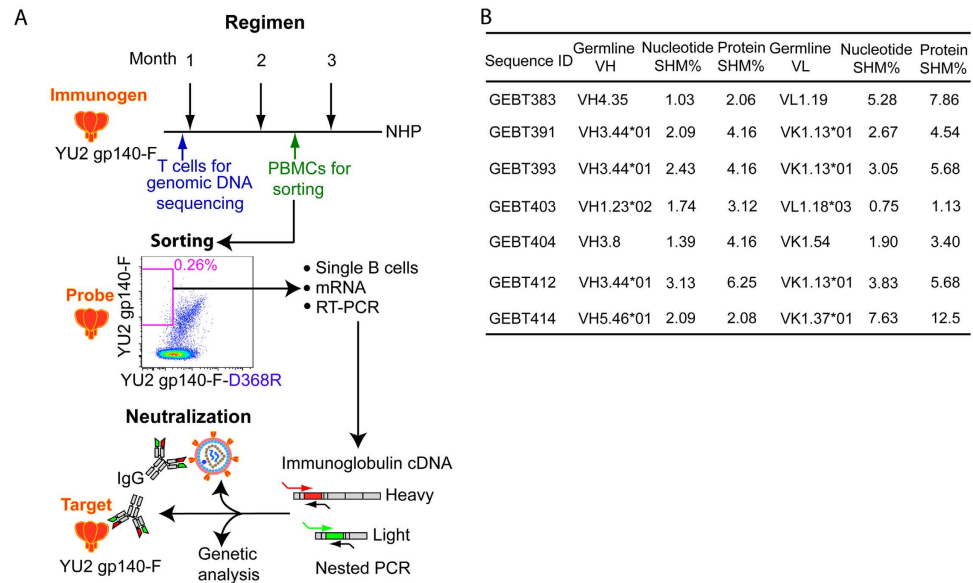 A
Regimen
Month 1 2 3
Immunogen
YU2 gp140-F
NHP
T cells for
genomic DNA
sequencing
PBMCs for
sorting
Sorting
0.26%
Probe
YU2 gp140-F
YU2 gp140-F-D368R
• Single B cells
• mRNA
• RT-PCR
Neutralization
IgG
Target
YU2 gp140-F
Genetic
analysis
Immunoglobulin cDNA
Heavy
Light
Nested PCR
B
Sequence ID Germline VH Nucleotide SHM% Protein SHM% Germline VL Nucleotide SHM% Protein SHM%
GEBT383 VH4.35 1.03 2.06 VL1.19 5.28 7.86
GEBT391 VH3.44*01 2.09 4.16 VK1.13*01 2.67 4.54
GEBT393 VH3.44*01 2.43 4.16 VK1.13*01 3.05 5.68
GEBT403 VH1.23*02 1.74 3.12 VL1.18*03 0.75 1.13
GEBT404 VH3.8 1.39 4.16 VK1.54 1.90 3.40
GEBT412 VH3.44*01 3.13 6.25 VK1.13*01 3.83 5.68
GEBT414 VH5.46*01 2.09 2.08 VK1.37*01 7.63 12.5